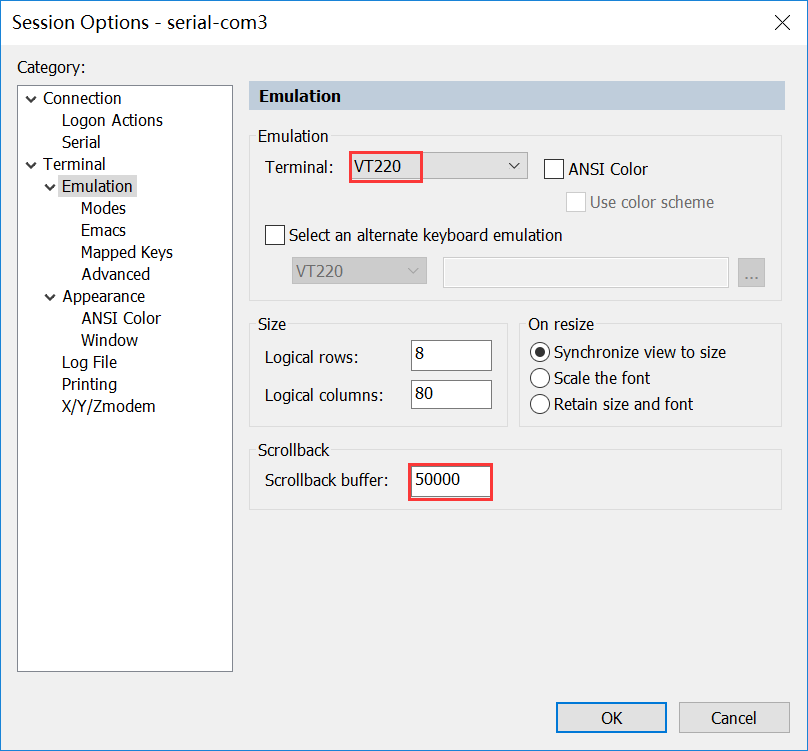 Session Options - serial-com3
Category:
Connection
Logon Actions
Serial
Terminal
Emulation
Modes
Emacs
Mapped Keys
Advanced
Appearance
ANSI Color
Window
Log File
Printing
X/Y/Zmodem
Emulation
Emulation
Terminal: VT220 ANSI Color
Use color scheme
Select an alternate keyboard emulation
VT220 ...
Size
Logical rows: 8
Logical columns: 80
On resize
Synchronize view to size
Scale the font
Retain size and font
Scrollback
Scrollback buffer: 50000
OK Cancel